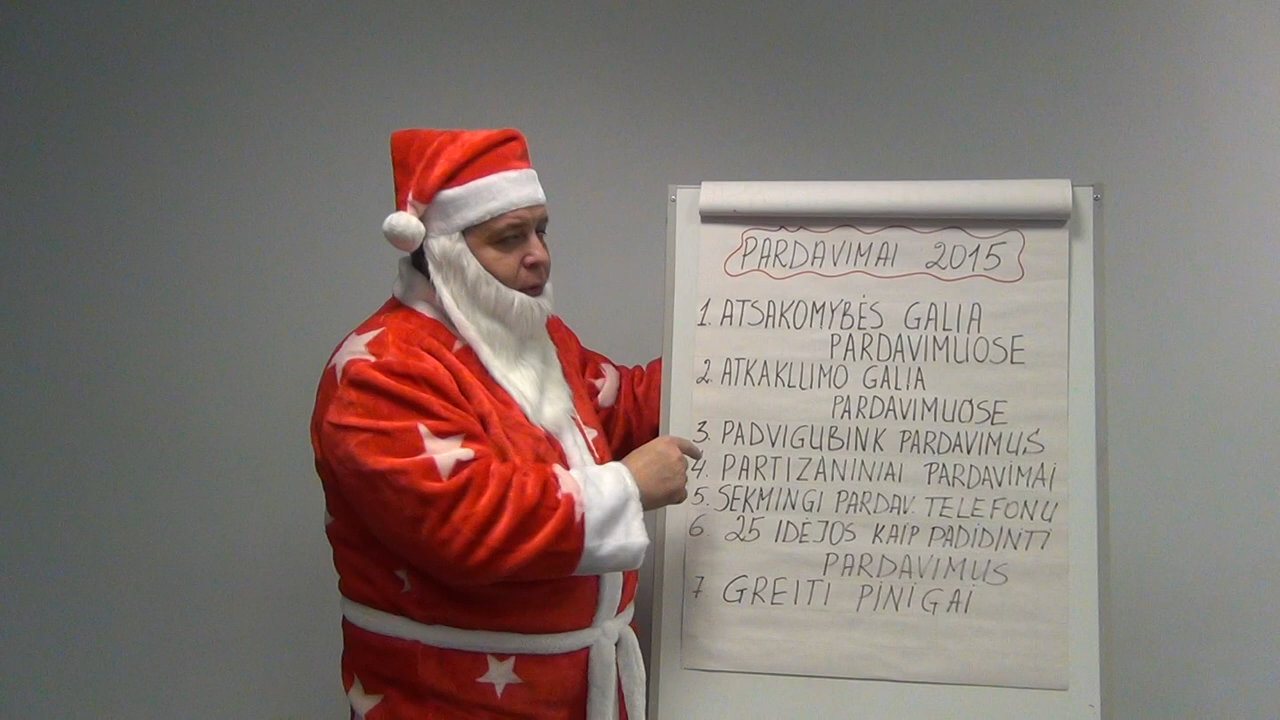 PARDAVIMAI 2015
1. ATSAKOMYBĖS GALIA
PARDAVIMUOSE
2. ATKAKLUMO GALIA
PARDAVIMUOSE
3. PADVIGUBINK PARDAVIMUS
4. PARTIZANINIAI PARDAVIMAI
5. SĖKMINGI PARDAV. TELEFONU
6. 25 IDĖJOS KAIP PADIDINTI
PARDAVIMUS
7 GREITI PINIGAI